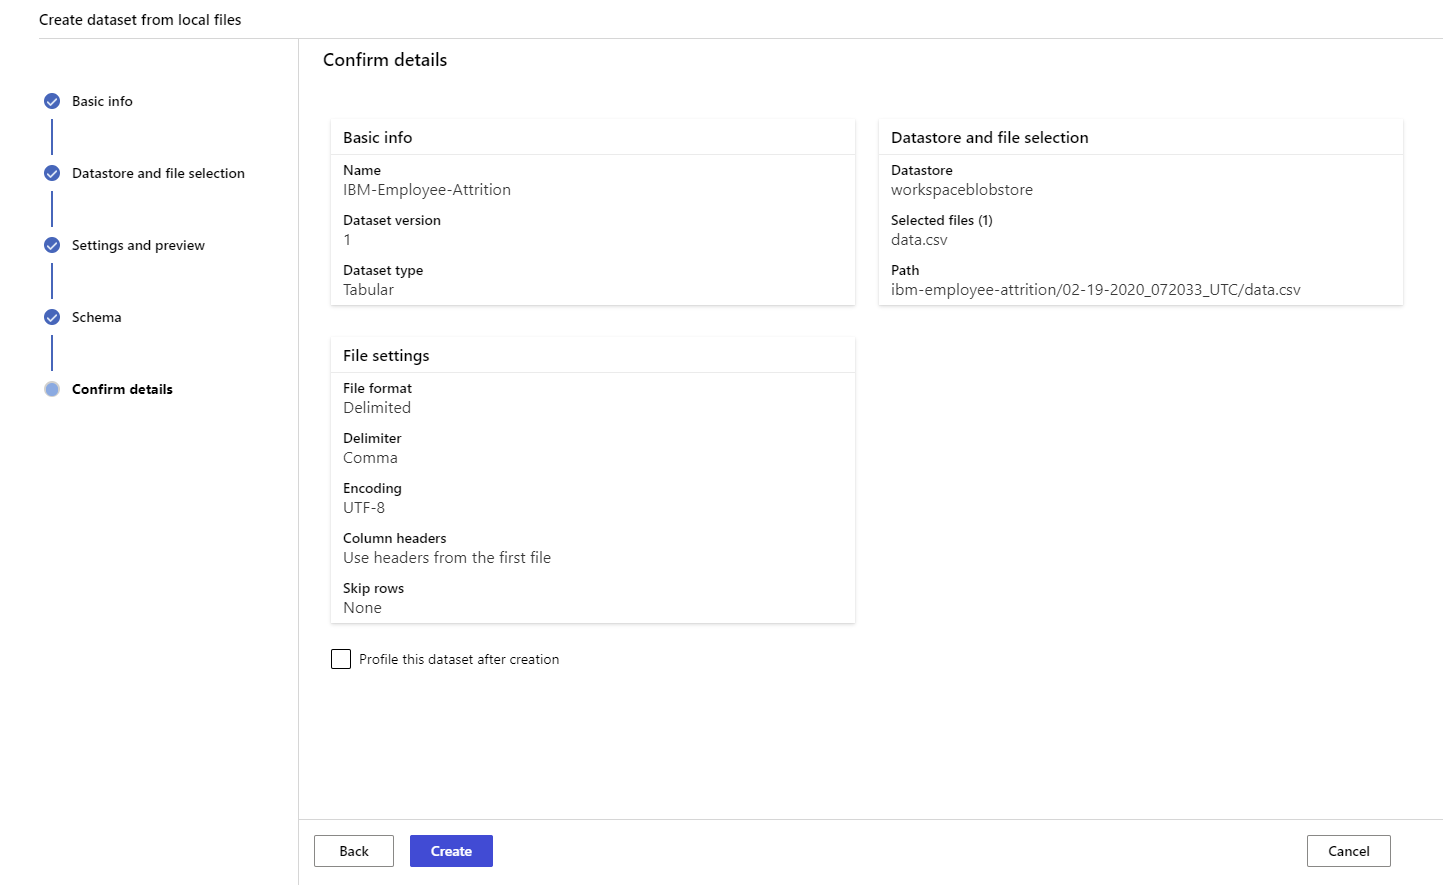 Create dataset from local files
Basic info
Datastore and file selection
Settings and preview
Schema
Confirm details
Confirm details
Basic info
Name
IBM-Employee-Attrition
Dataset version
1
Dataset type
Tabular
Datastore and file selection
Datastore
workspaceblobstore
Selected files (1)
data.csv
Path
ibm-employee-attrition/02-19-2020_072033_UTC/data.csv
File settings
File format
Delimited
Delimiter
Comma
Encoding
UTF-8
Column headers
Use headers from the first file
Skip rows
None
Profile this dataset after creation
Back
Create
Cancel